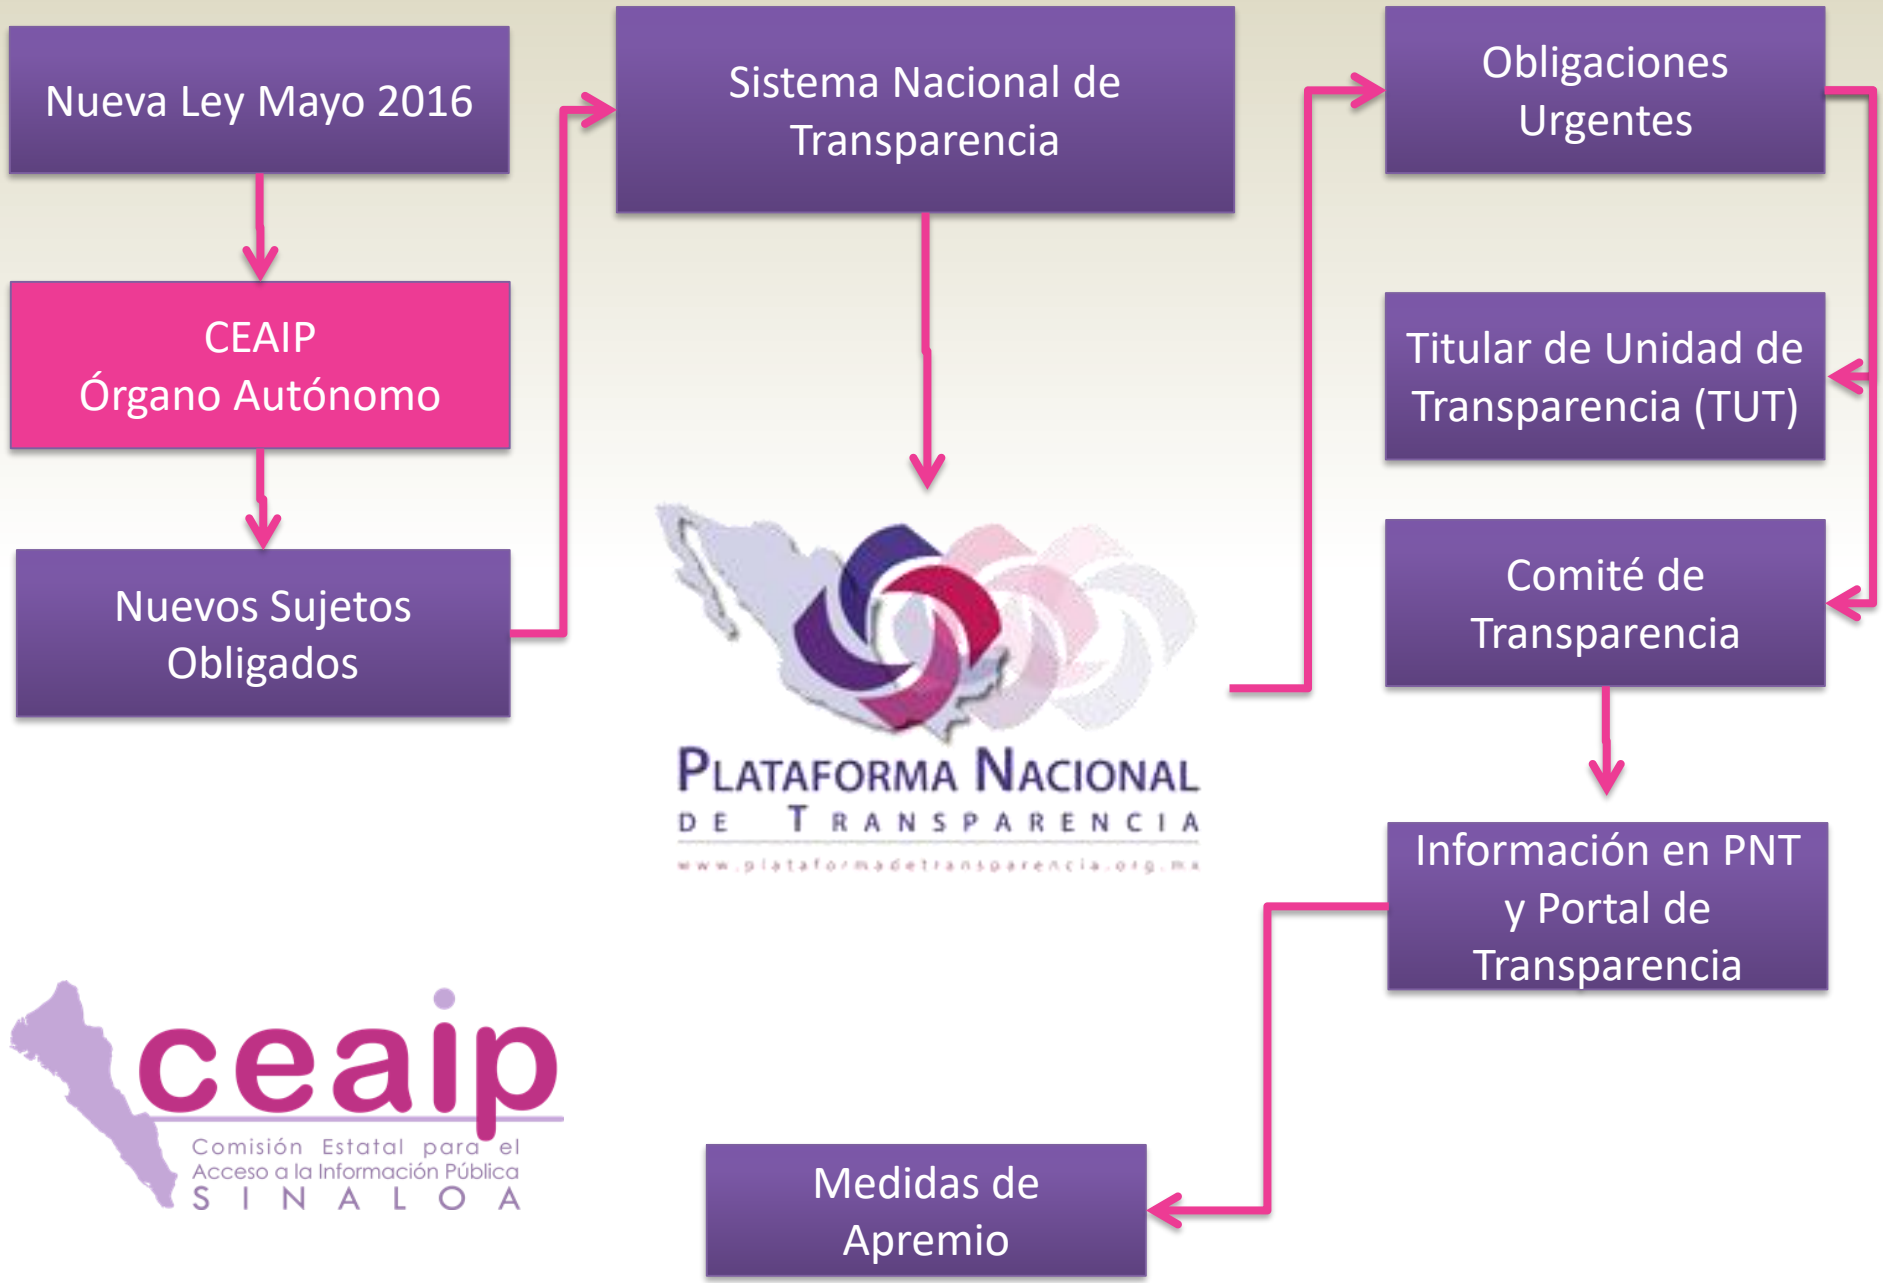 Nueva Ley Mayo 2016
CEAIP
Órgano Autónomo
Nuevos Sujetos
Obligados
Sistema Nacional de
Transparencia
PLATAFORMA NACIONAL
DE TRANSPARENCIA
www.plataformadetransparencia.org.mx
Obligaciones
Urgentes
Titular de Unidad de
Transparencia (TUT)
Comité de
Transparencia
Información en PNT
y Portal de
Transparencia
Medidas de
Apremio
ceaip
Comisión Estatal para el
Acceso a la Información Pública
SINALOA